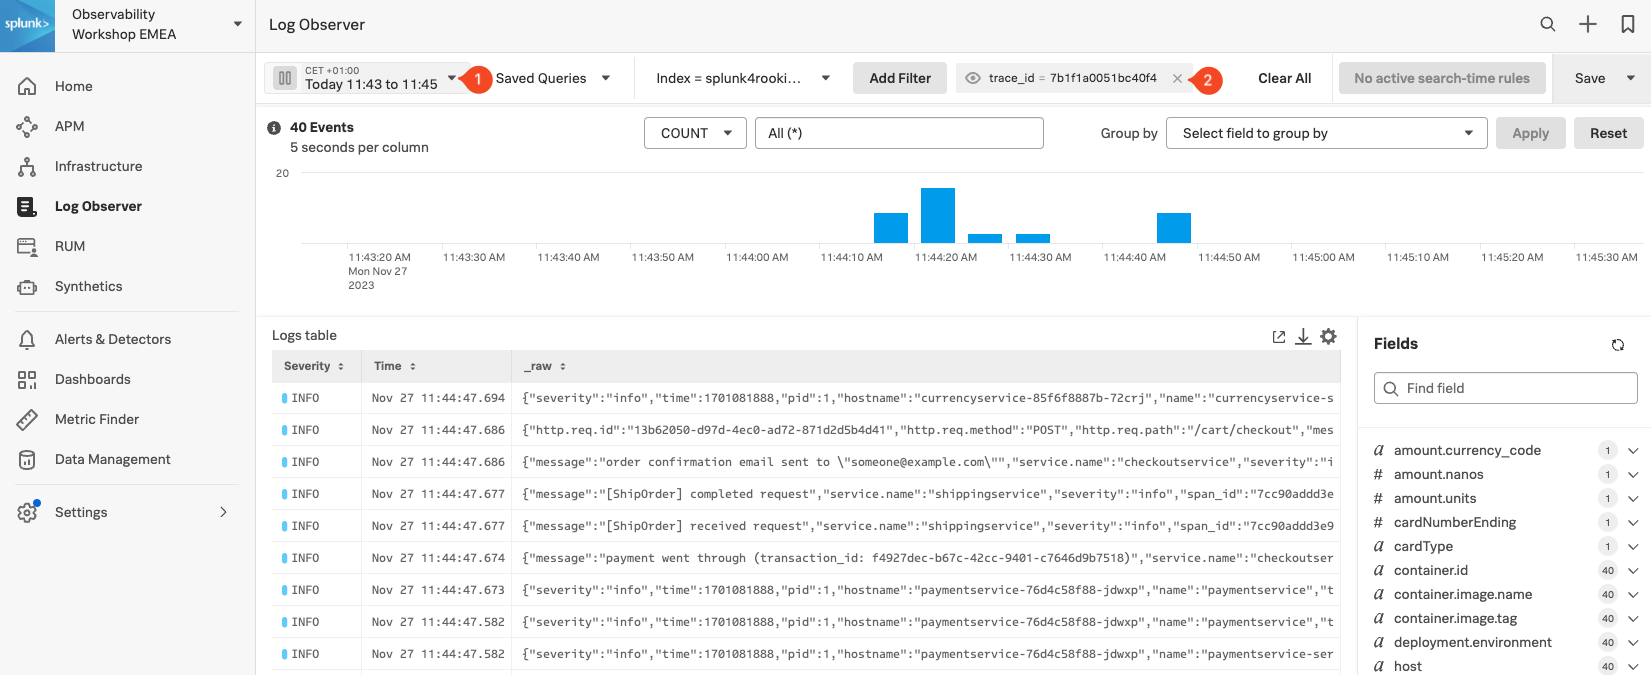 splunk>
Observability
Workshop EMEA
Log Observer
Home
APM
Infrastructure
Log Observer
RUM
Synthetics
Alerts & Detectors
Dashboards
Metric Finder
Data Management
Settings
CET +01:00
Today 11:43 to 11:45
1
Saved Queries
Index = splunk4rooki...
Add Filter
trace_id = 7b1f1a0051bc40f4
2
Clear All
No active search-time rules
Save
40 Events
5 seconds per column
COUNT
All (*)
Group by
Select field to group by
Apply
Reset
20
11:43:20 AM 11:43:30 AM 11:43:40 AM 11:43:50 AM 11:44:00 AM 11:44:10 AM 11:44:20 AM 11:44:30 AM 11:44:40 AM 11:44:50 AM 11:45:00 AM 11:45:10 AM 11:45:20 AM 11:45:30 AM
Mon Nov 27
2023
Logs table
Severity Time _raw
INFO Nov 27 11:44:47.694 {"severity":"info","time":1701081888,"pid":1,"hostname":"currencyservice-85f6f8887b-72crj","name":"currencyservice-s
INFO Nov 27 11:44:47.686 {"http.req.id":"13b62050-d97d-4ec0-ad72-871d2d5b4d41","http.req.method":"POST","http.req.path":"/cart/checkout","mes
INFO Nov 27 11:44:47.686 {"message":"order confirmation email sent to \"someone@example.com\"","service.name":"checkoutservice","severity":"i
INFO Nov 27 11:44:47.677 {"message":"[ShipOrder] completed request","service.name":"shippingservice","severity":"info","span_id":"7cc90addd3e
INFO Nov 27 11:44:47.677 {"message":"[ShipOrder] received request","service.name":"shippingservice","severity":"info","span_id":"7cc90addd3e9
INFO Nov 27 11:44:47.674 {"message":"payment went through (transaction_id: f4927dec-b67c-42cc-9401-c7646d9b7518)","service.name":"checkoutser
INFO Nov 27 11:44:47.673 {"severity":"info","time":1701081888,"pid":1,"hostname":"paymentservice-76d4c58f88-jdwxp","name":"paymentservice","t
INFO Nov 27 11:44:47.582 {"severity":"info","time":1701081888,"pid":1,"hostname":"paymentservice-76d4c58f88-jdwxp","name":"paymentservice","t
INFO Nov 27 11:44:47.582 {"severity":"info","time":1701081888,"pid":1,"hostname":"paymentservice-76d4c58f88-jdwxp","name":"paymentservice-ser
Fields
Find field
a amount.currency_code 1
# amount.nanos 1
# amount.units 1
# cardNumberEnding 1
a cardType 1
a container.id 40
a container.image.name 40
a container.image.tag 40
a deployment.environment 40
a host 40